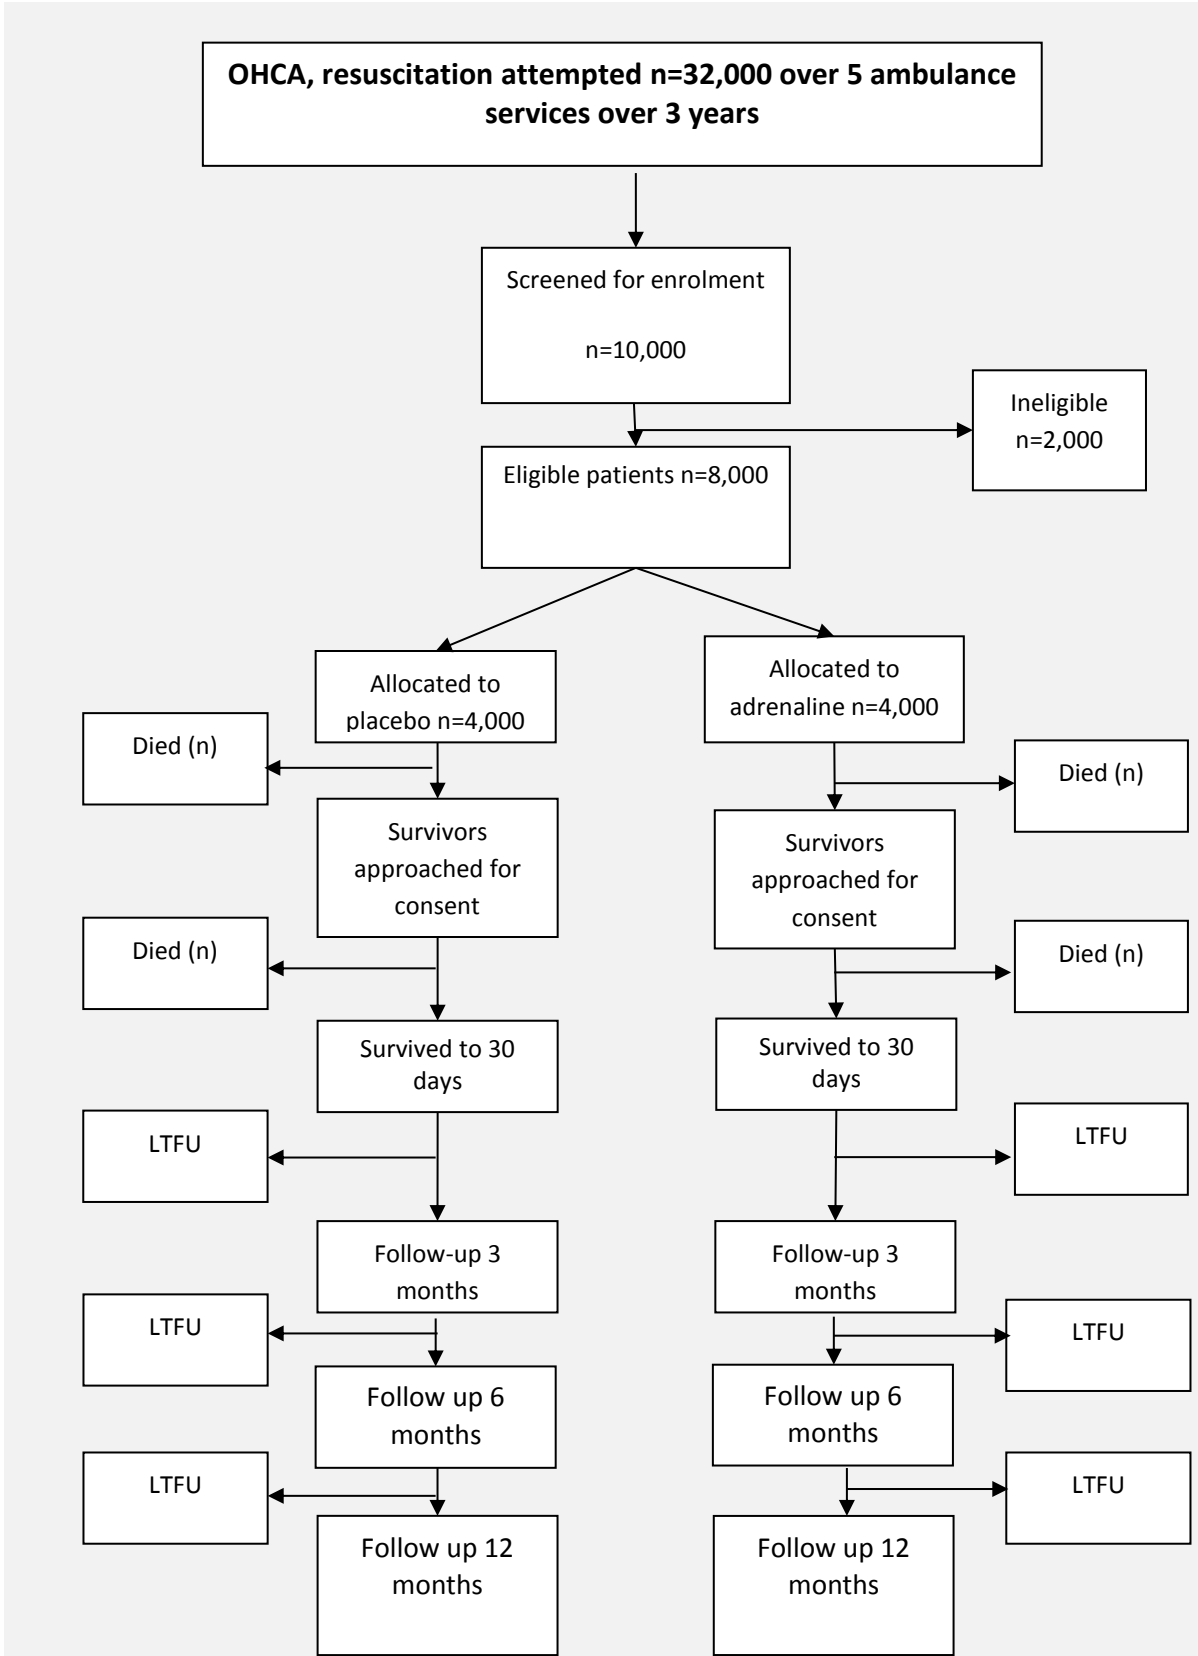 OHCA, resuscitation attempted n=32,000 over 5 ambulance
services over 3 years
Screened for enrolment
n=10,000
Ineligible
n=2,000
Eligible patients n=8,000
Allocated to
placebo n=4,000
Allocated to
adrenaline n=4,000
Died (n)
Died (n)
Survivors
approached for
consent
Survivors
approached for
consent
Died (n)
Died (n)
Survived to 30
days
Survived to 30
days
LTFU
LTFU
Follow-up 3
months
Follow-up 3
months
LTFU
LTFU
Follow up 6
months
Follow up 6
months
LTFU
LTFU
Follow up 12
months
Follow up 12
months